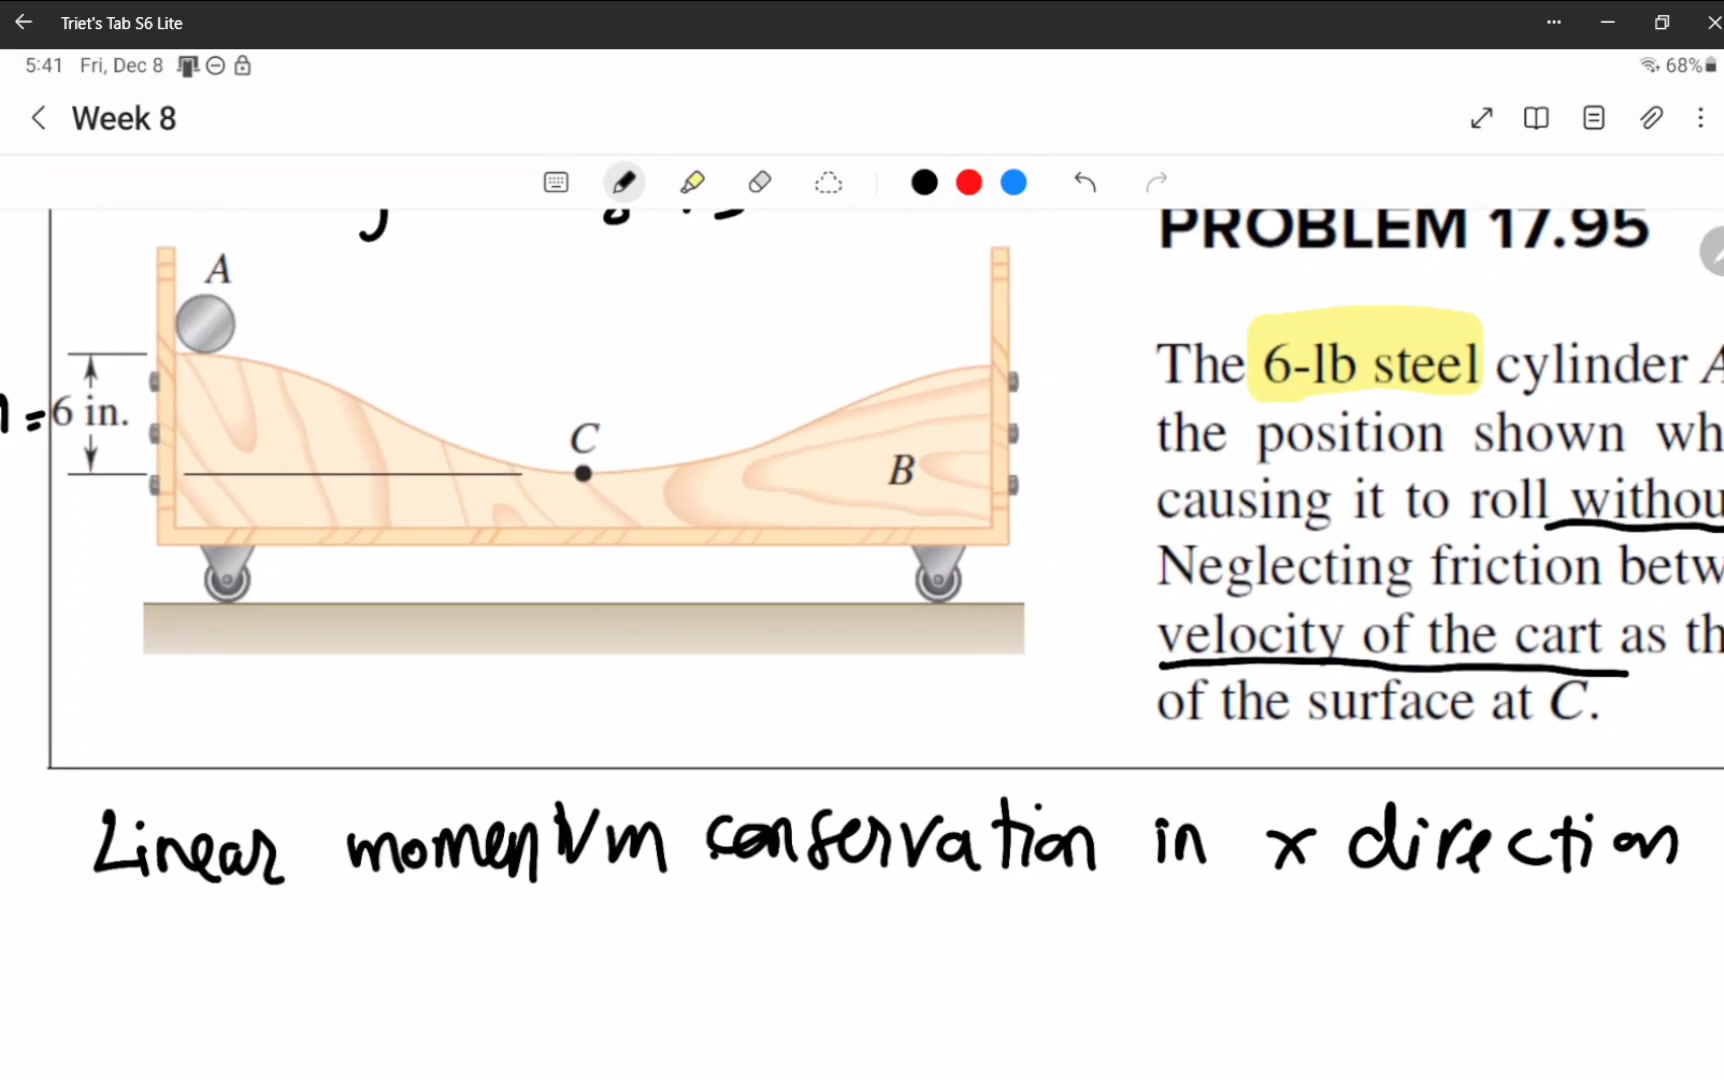 Triet's Tab S6 Lite
5:41 Fri, Dec 8
68%
Week 8
PROBLEM 17.95
A
= 6 in.
C
B
The 6-lb steel cylinder A
the position shown wh
causing it to roll withou
Neglecting friction betw
velocity of the cart as th
of the surface at C.
Linear momentum conservation in x direction